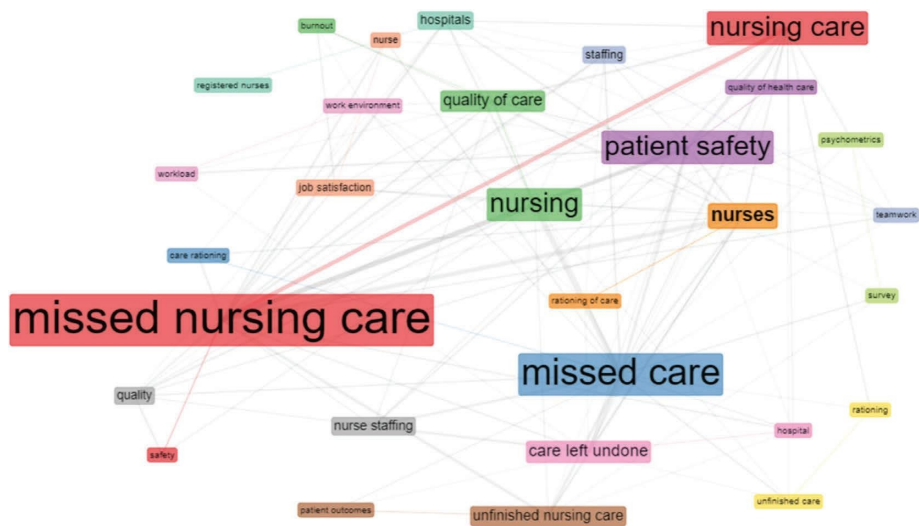 hospitals
burnout
nursing care
nurse
staffing
registered nurses
quality of health care
work environment
quality of care
psychometrics
patient safety
workload
job satisfaction
nursing
nurses
teamwork
care rationing
survey
rationing of care
missed nursing care
missed care
quality
rationing
nurse staffing
hospital
care left undone
safety
unfinished care
patient outcomes
unfinished nursing care